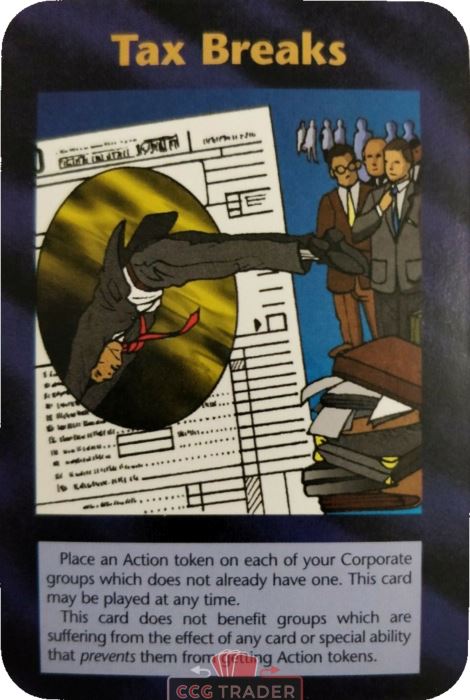 Tax Breaks
Place an Action token on each of your Corporate
groups which does not already have one. This card
may be played at any time.
This card does not benefit groups which are
suffering from the effect of any card or special ability
that prevents them from getting Action tokens.
CCG TRADER